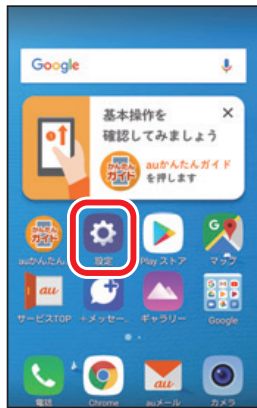 Google
基本操作を
確認してみましょう
かんたん
ガイド
auかんたんガイド
を押します
かんたん
ガイド
auかんたん
設定
Play ストア
マップ
au
サービスTOP
+メッセー
ギャラリー
Google
電話
Chrome
au
auメール
カメラ